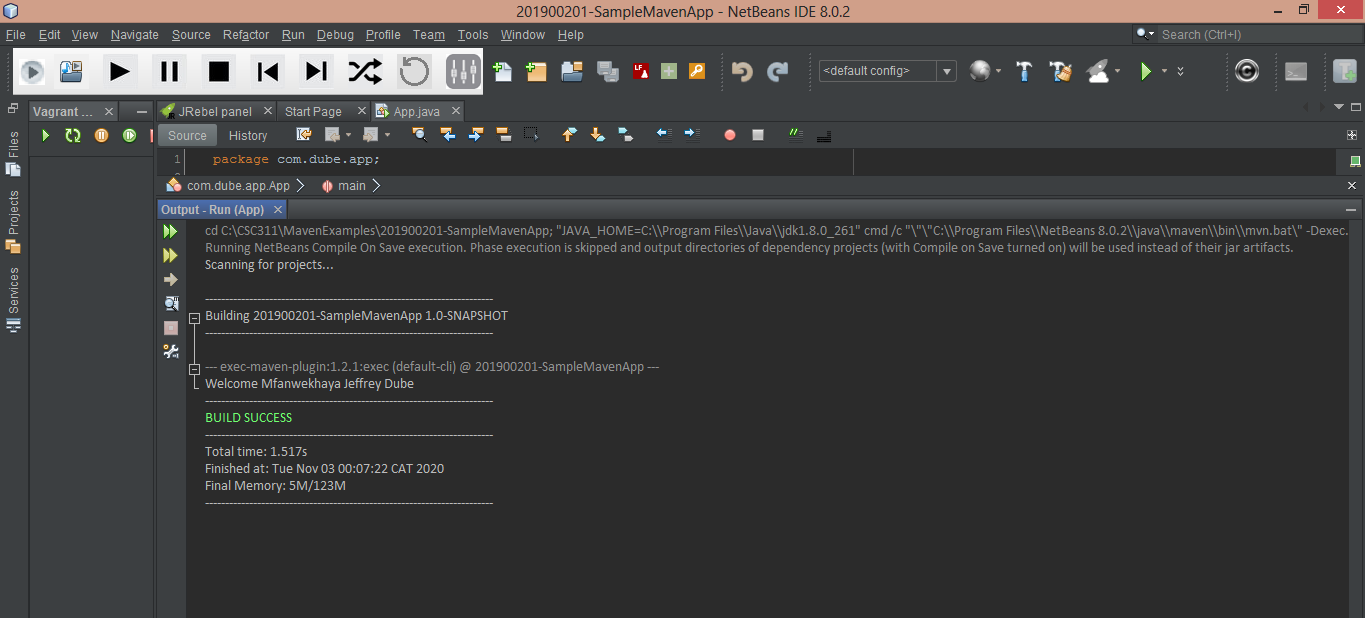 201900201-SampleMavenApp - NetBeans IDE 8.0.2
File Edit View Navigate Source Refactor Run Debug Profile Team Tools Window Help
Search (Ctrl+I)
LF
<default config>
Vagrant ...
JRebel panel
Start Page
App.java
Source History
1 package com.dube.app;
com.dube.app.App main
Files
Projects
Services
Output - Run (App)
cd C:\CSC311\MavenExamples\201900201-SampleMavenApp; "JAVA_HOME=C:\\Program Files\\Java\\jdk1.8.0_261" cmd /c "\"\"C:\\Program Files\\NetBeans 8.0.2\\java\\maven\\bin\\mvn.bat\" -Dexec.
Running NetBeans Compile On Save execution. Phase execution is skipped and output directories of dependency projects (with Compile on Save turned on) will be used instead of their jar artifacts.
Scanning for projects...
------------------------------------------------------------------------
Building 201900201-SampleMavenApp 1.0-SNAPSHOT
------------------------------------------------------------------------
--- exec-maven-plugin:1.2.1:exec (default-cli) @ 201900201-SampleMavenApp ---
Welcome Mfanwekhaya Jeffrey Dube
------------------------------------------------------------------------
BUILD SUCCESS
------------------------------------------------------------------------
Total time: 1.517s
Finished at: Tue Nov 03 00:07:22 CAT 2020
Final Memory: 5M/123M
------------------------------------------------------------------------